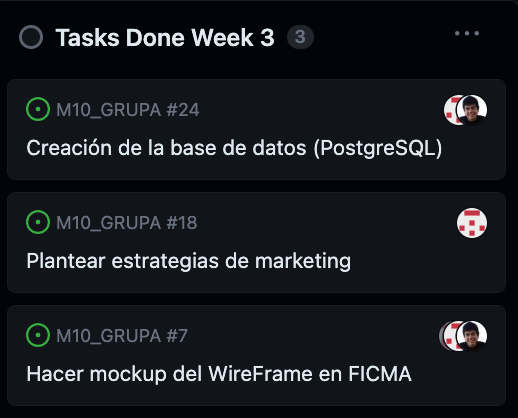 Tasks Done Week 3 3
M10_GRUPA #24
Creación de la base de datos (PostgreSQL)
M10_GRUPA #18
Plantear estrategias de marketing
M10_GRUPA #7
Hacer mockup del WireFrame en FICMA